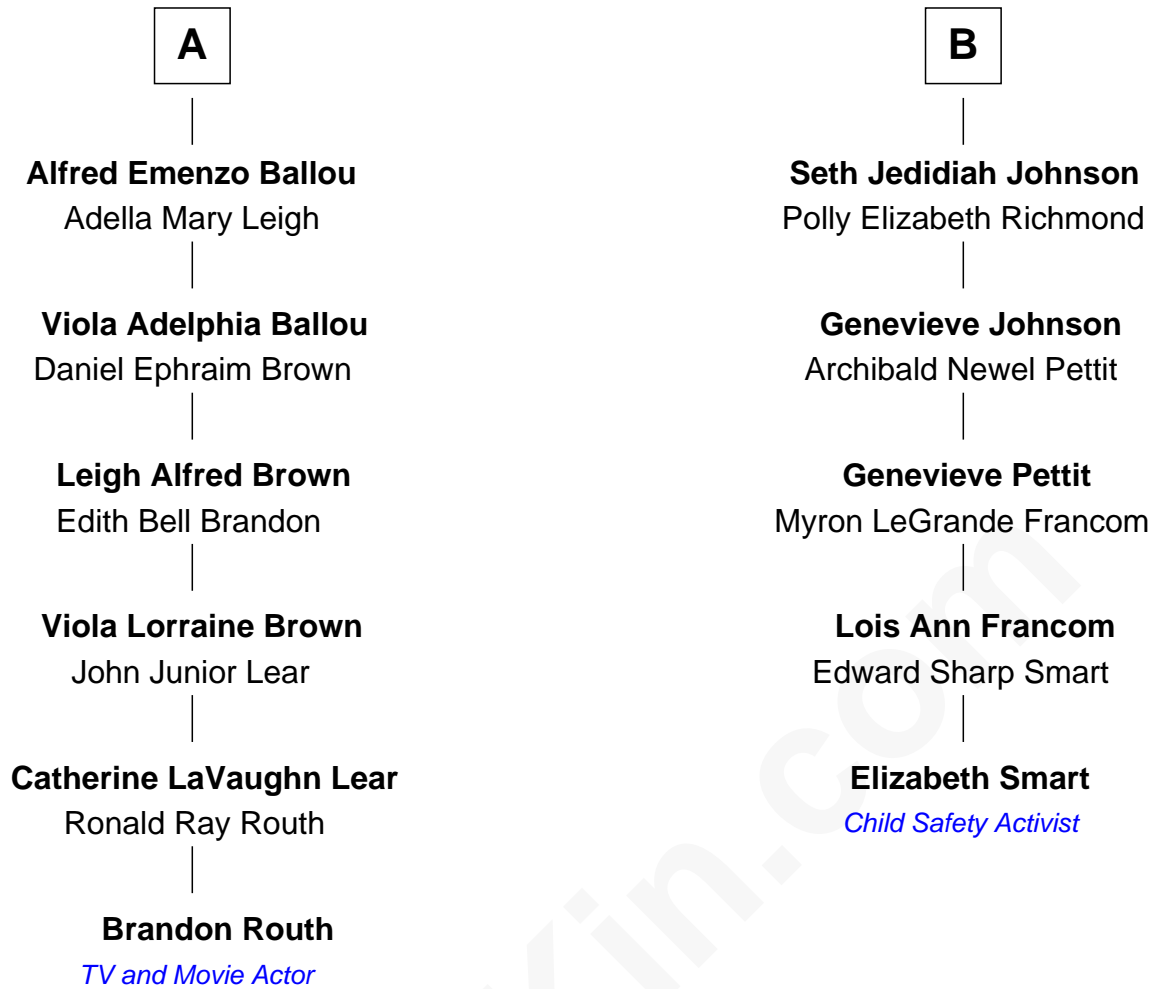 A
Alfred Emenzo Ballou
Adella Mary Leigh
Viola Adelphia Ballou
Daniel Ephraim Brown
Leigh Alfred Brown
Edith Bell Brandon
Viola Lorraine Brown
John Junior Lear
Catherine LaVaughn Lear
Ronald Ray Routh
Brandon Routh
TV and Movie Actor
B
Seth Jedidiah Johnson
Polly Elizabeth Richmond
Genevieve Johnson
Archibald Newel Pettit
Genevieve Pettit
Myron LeGrande Francom
Lois Ann Francom
Edward Sharp Smart
Elizabeth Smart
Child Safety Activist
Kin.com